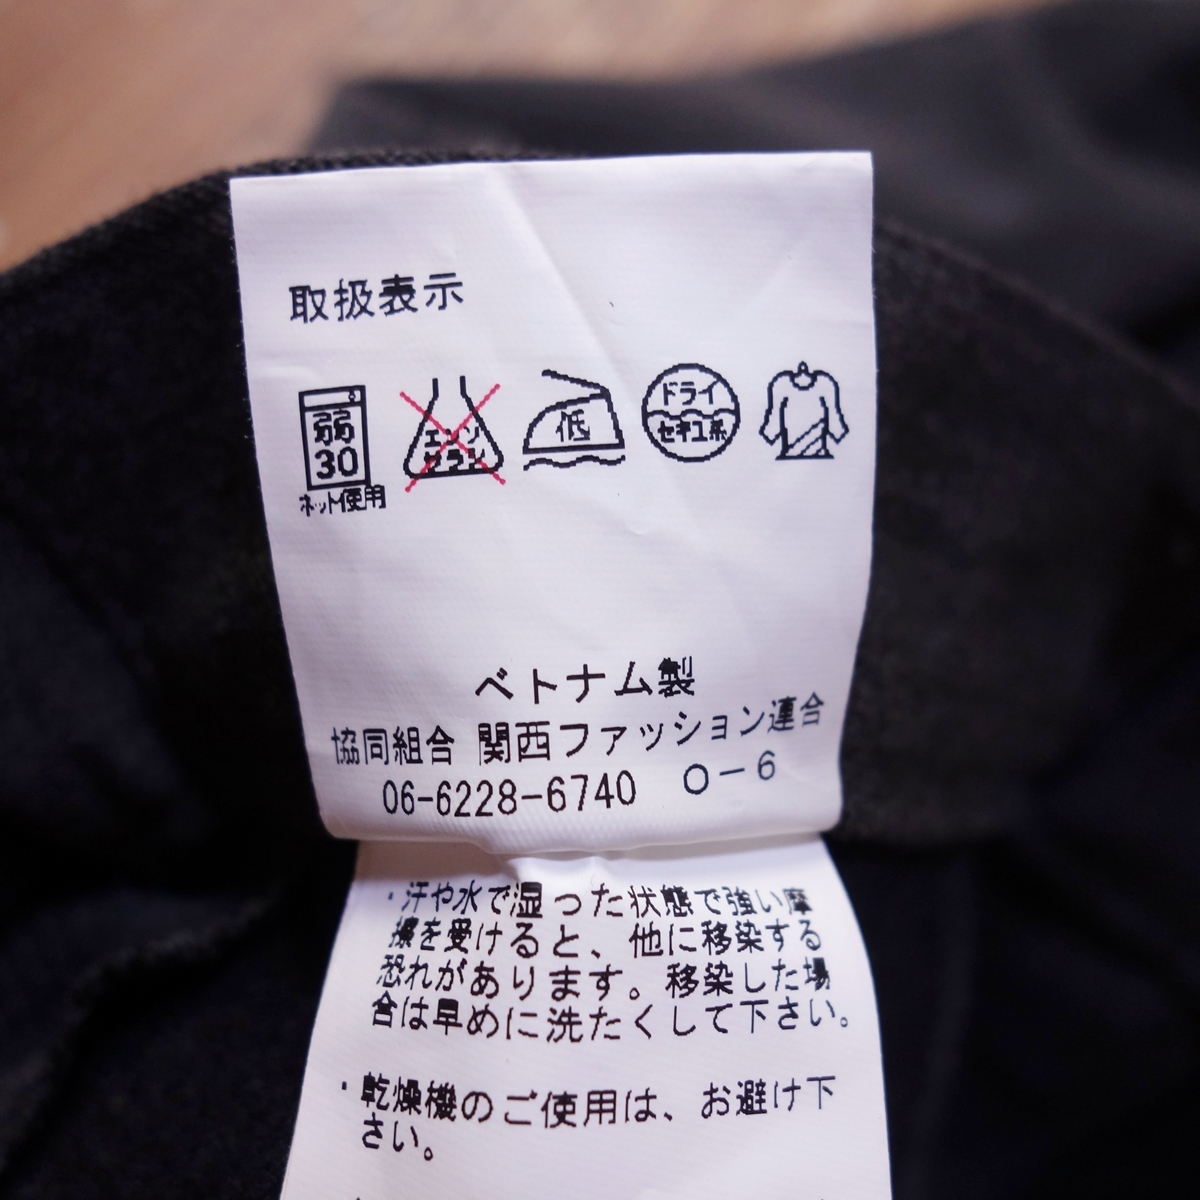 取扱表示
弱
30
ネット使用
エンソ
サラシ
低
ドライ
セキユ系
ベトナム製
協同組合 関西ファッション連合
06-6228-6740 O-6
・汗や水で湿った状態で強い摩
擦を受けると、他に移染する
恐れがあります。移染した場
合は早めに洗たくして下さい。
・乾燥機のご使用は、お避け下
さい。